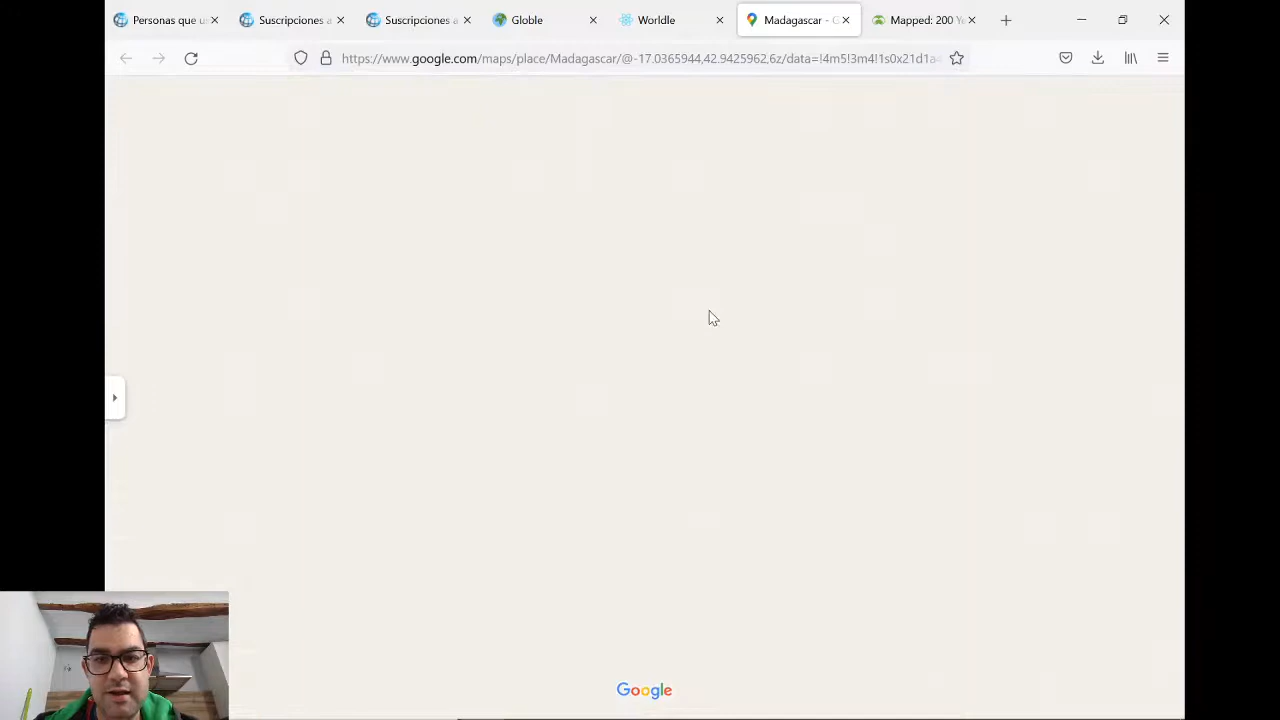 Personas que u
Suscripciones a
Suscripciones a
Globle
Worldle
Madagascar - G
Mapped: 200 Ye
https://www.google.com/maps/place/Madagascar/@-17.0365944,42.9425962,6z/data=!4m5!3m4!1s0x21d1a
Google